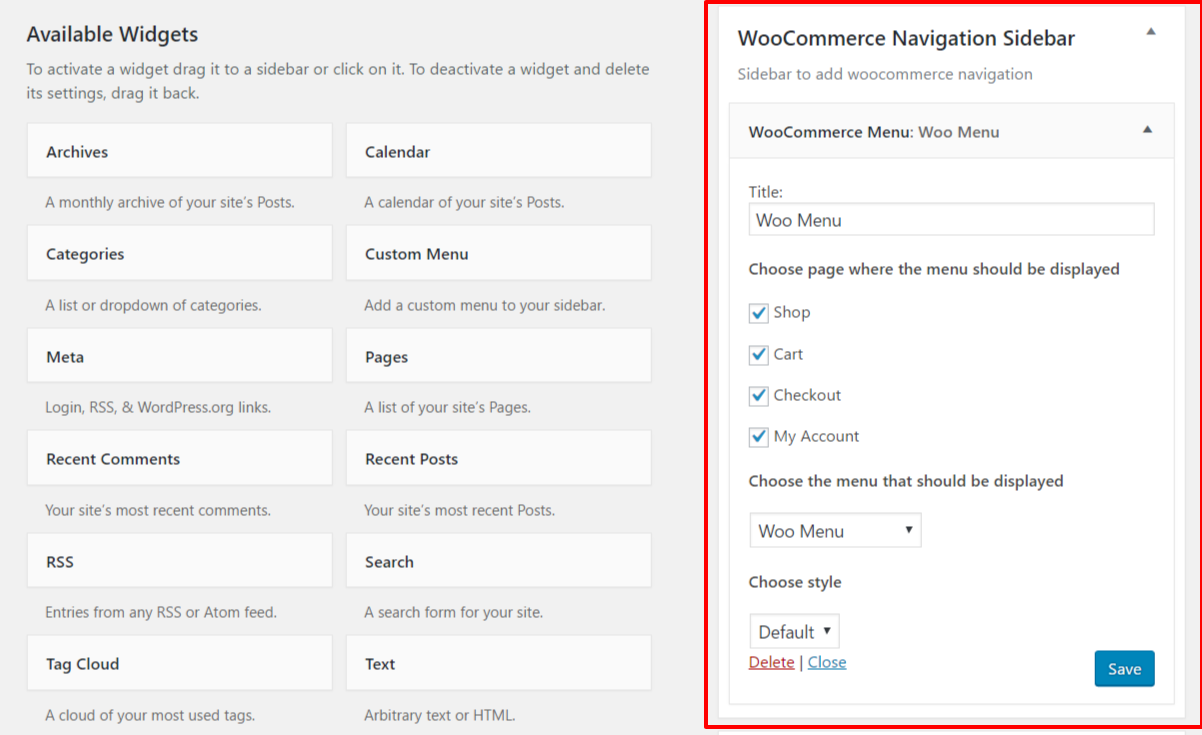 Available Widgets
To activate a widget drag it to a sidebar or click on it. To deactivate a widget and delete
its settings, drag it back.
Archives
Calendar
A monthly archive of your site's Posts.
A calendar of your site's Posts.
Categories
Custom Menu
A list or dropdown of categories.
Add a custom menu to your sidebar.
Meta
Pages
Login, RSS, & WordPress.org links.
A list of your site's Pages.
Recent Comments
Recent Posts
Your site's most recent comments.
Your site's most recent Posts.
RSS
Search
Entries from any RSS or Atom feed.
A search form for your site.
Tag Cloud
Text
A cloud of your most used tags.
Arbitrary text or HTML.
WooCommerce Navigation Sidebar
Sidebar to add woocommerce navigation
WooCommerce Menu: Woo Menu
Title:
Woo Menu
Choose page where the menu should be displayed
Shop
Cart
Checkout
My Account
Choose the menu that should be displayed
Woo Menu
Choose style
Default
Delete | Close
Save